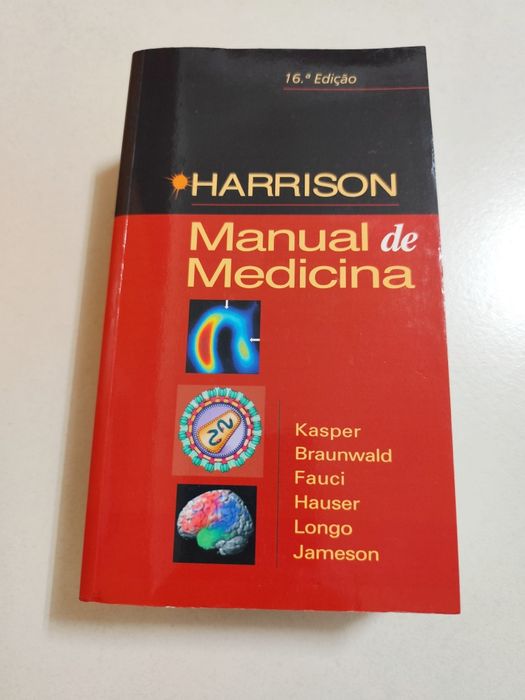 16.ª Edição
HARRISON
Manual de
Medicina
Kasper
Braunwald
Fauci
Hauser
Longo
Jameson